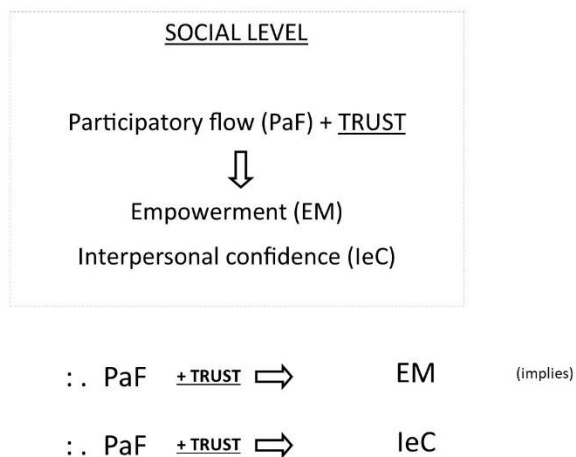 SOCIAL LEVEL
Participatory flow (PaF) + TRUST
Empowerment (EM)
Interpersonal confidence (IeC)
:. PaF + TRUST EM (implies)
:. PaF + TRUST IeC